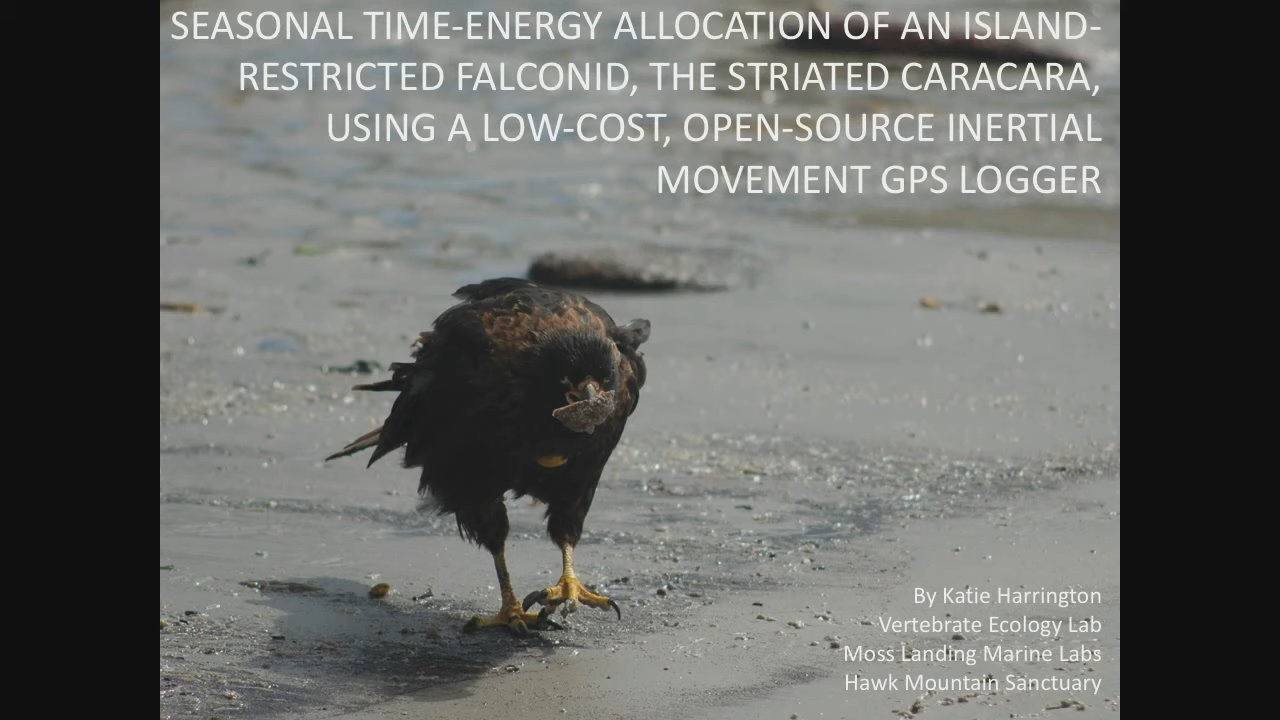 SEASONAL TIME-ENERGY ALLOCATION OF AN ISLAND-
RESTRICTED FALCONID, THE STRIATED CARACARA,
USING A LOW-COST, OPEN-SOURCE INERTIAL
MOVEMENT GPS LOGGER
By Katie Harrington
Vertebrate Ecology Lab
Moss Landing Marine Labs
Hawk Mountain Sanctuary